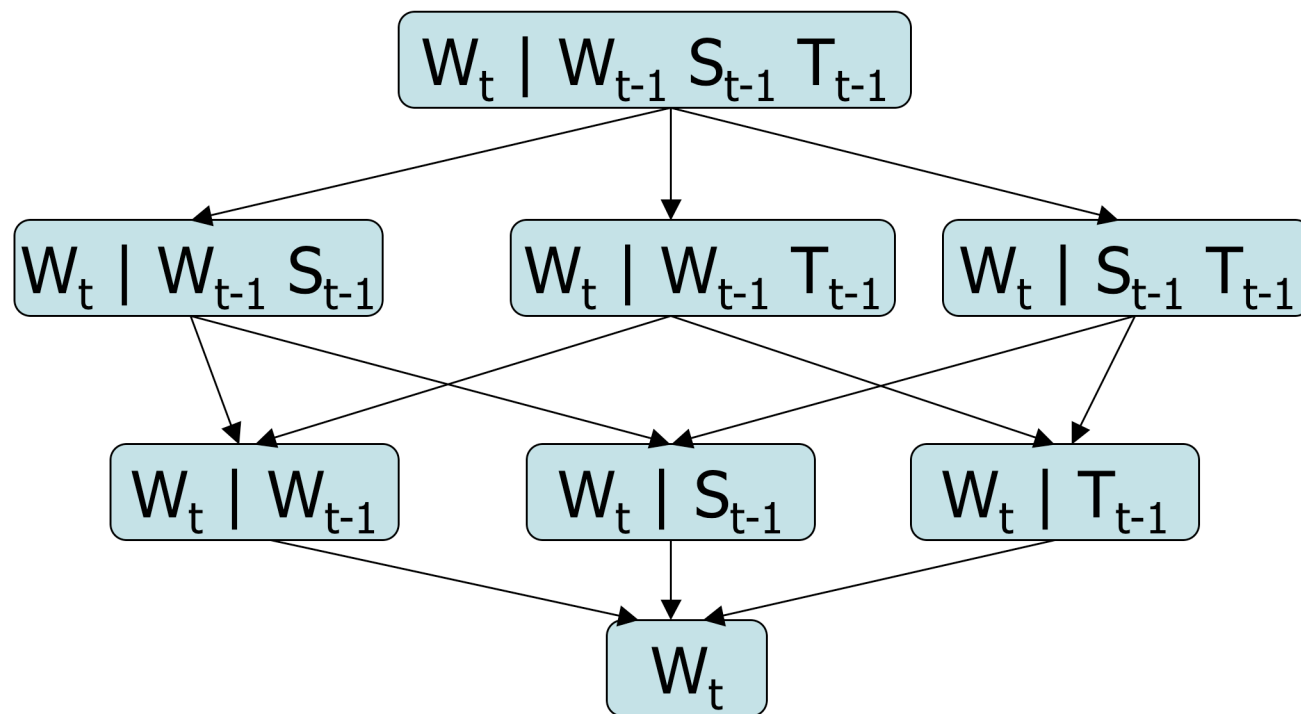 Wt | Wt-1 St-1 Tt-1
Wt | Wt-1 St-1
Wt | Wt-1 Tt-1
Wt | St-1 Tt-1
Wt | Wt-1
Wt | St-1
Wt | Tt-1
Wt